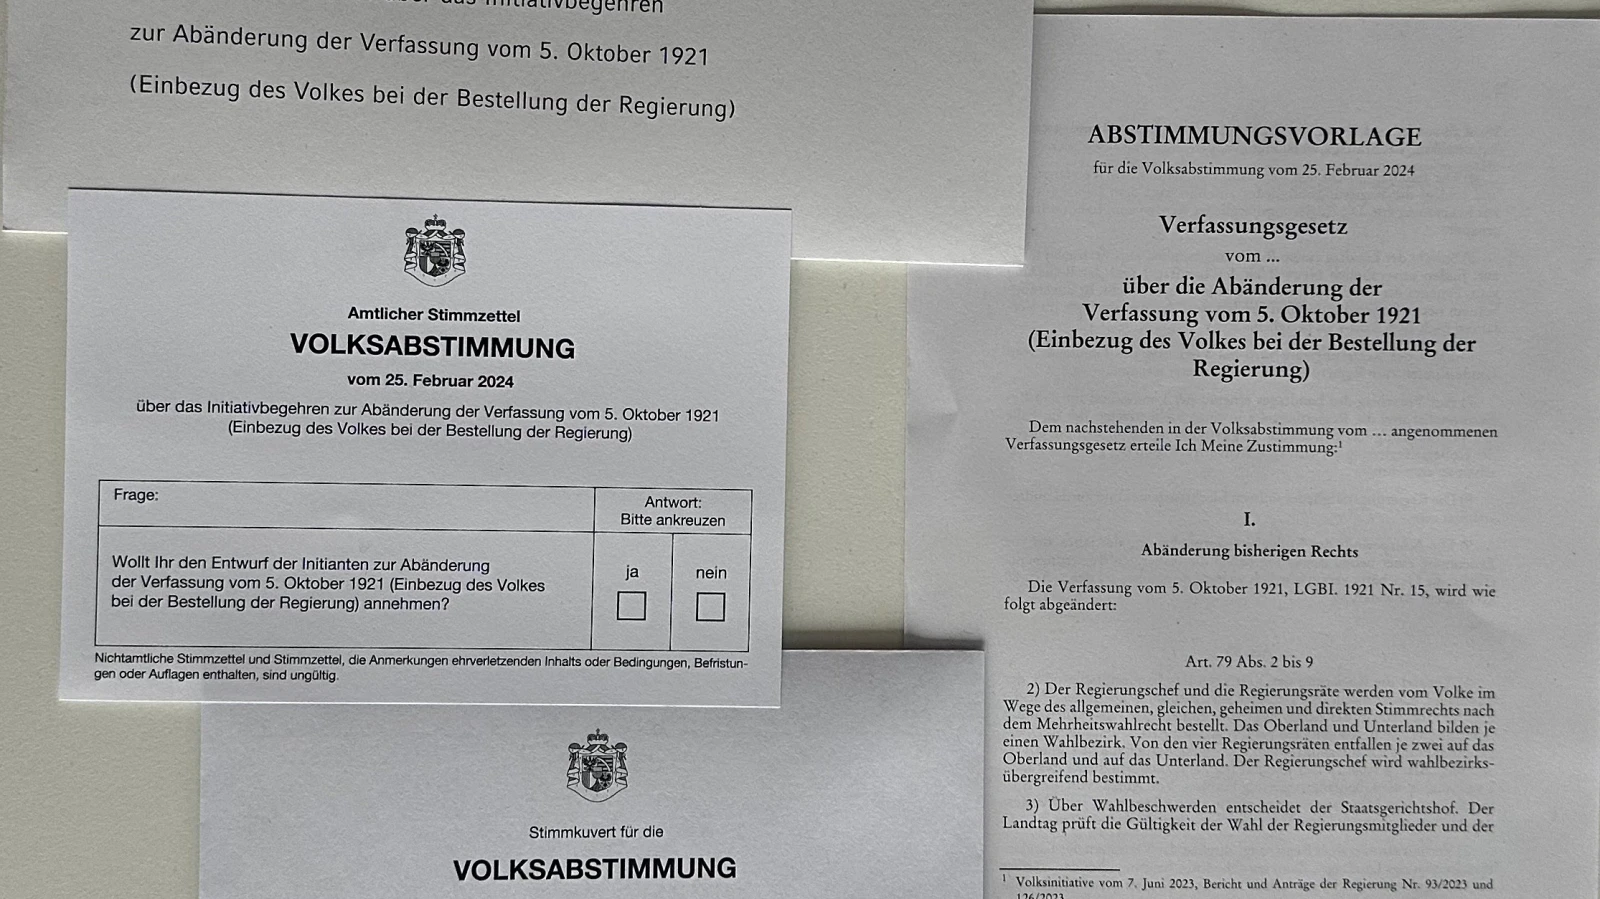 das Initiativbegehren
zur Abänderung der Verfassung vom 5. Oktober 1921
(Einbezug des Volkes bei der Bestellung der Regierung)
Amtlicher Stimmzettel
VOLKSABSTIMMUNG
vom 25. Februar 2024
über das Initiativbegehren zur Abänderung der Verfassung vom 5. Oktober 1921
(Einbezug des Volkes bei der Bestellung der Regierung)
Frage:
Antwort:
Bitte ankreuzen
Wollt Ihr den Entwurf der Initianten zur Abänderung
der Verfassung vom 5. Oktober 1921 (Einbezug des Volkes
bei der Bestellung der Regierung) annehmen?
ja
nein
Nichtamtliche Stimmzettel und Stimmzettel, die Anmerkungen ehrverletzenden Inhalts oder Bedingungen, Befristun-
gen oder Auflagen enthalten, sind ungültig.
Stimmkuvert für die
VOLKSABSTIMMUNG
ABSTIMMUNGSVORLAGE
für die Volksabstimmung vom 25. Februar 2024
Verfassungsgesetz
vom ...
über die Abänderung der
Verfassung vom 5. Oktober 1921
(Einbezug des Volkes bei der Bestellung der
Regierung)
Dem nachstehenden in der Volksabstimmung vom ... angenommenen
Verfassungsgesetz erteile Ich Meine Zustimmung:¹
I.
Abänderung bisherigen Rechts
Die Verfassung vom 5. Oktober 1921, LGBl. 1921 Nr. 15, wird wie
folgt abgeändert:
Art. 79 Abs. 2 bis 9
2) Der Regierungschef und die Regierungsräte werden vom Volke im
Wege des allgemeinen, gleichen, geheimen und direkten Stimmrechts nach
dem Mehrheitswahlrecht bestellt. Das Oberland und Unterland bilden je
einen Wahlbezirk. Von den vier Regierungsräten entfallen je zwei auf das
Oberland und auf das Unterland. Der Regierungschef wird wahlbezirks-
übergreifend bestimmt.
3) Über Wahlbeschwerden entscheidet der Staatsgerichtshof. Der
Landtag prüft die Gültigkeit der Wahl der Regierungsmitglieder und der
¹ Volksinitiative vom 7. Juni 2023, Bericht und Anträge der Regierung Nr. 93/2023 und
126/2023